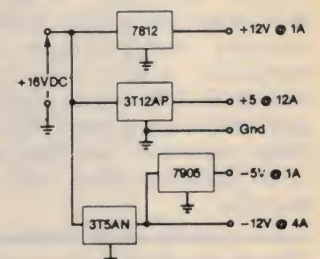 7812
+12V @ 1A
+16VDC
3T12AP
+5 @ 12A
Gnd
7905
-5V @ 1A
3T5AN
-12V @ 4A